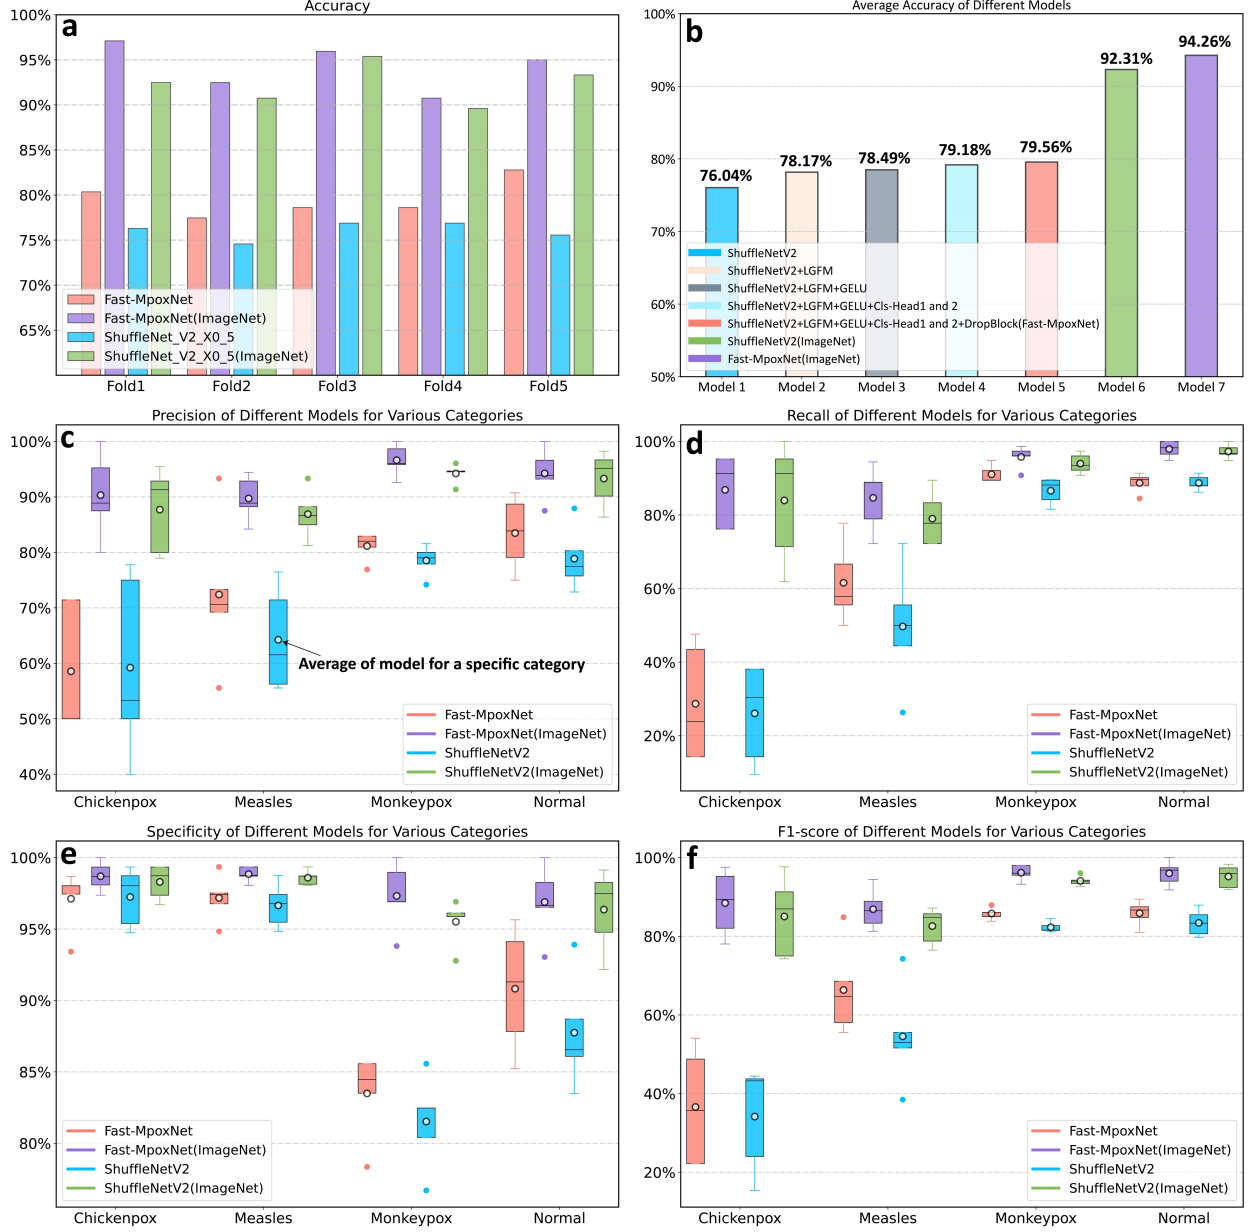 Accuracy
a
100%
95%
90%
85%
80%
75%
70%
65%
Fast-MpoxNet
Fast-MpoxNet(ImageNet)
ShuffleNet_V2_X0_5
ShuffleNet_V2_X0_5(ImageNet)
Fold1 Fold2 Fold3 Fold4 Fold5
Average Accuracy of Different Models
b
100%
90%
80%
70%
60%
50%
76.04% 78.17% 78.49% 79.18% 79.56% 92.31% 94.26%
ShuffleNetV2
ShuffleNetV2+LGFM
ShuffleNetV2+LGFM+GELU
ShuffleNetV2+LGFM+GELU+Cls-Head1 and 2
ShuffleNetV2+LGFM+GELU+Cls-Head1 and 2+DropBlock(Fast-MpoxNet)
ShuffleNetV2(ImageNet)
Fast-MpoxNet(ImageNet)
Model 1 Model 2 Model 3 Model 4 Model 5 Model 6 Model 7
Precision of Different Models for Various Categories
c
100%
90%
80%
70%
60%
50%
40%
Average of model for a specific category
Fast-MpoxNet
Fast-MpoxNet(ImageNet)
ShuffleNetV2
ShuffleNetV2(ImageNet)
Chickenpox Measles Monkeypox Normal
Recall of Different Models for Various Categories
d
100%
80%
60%
40%
20%
Fast-MpoxNet
Fast-MpoxNet(ImageNet)
ShuffleNetV2
ShuffleNetV2(ImageNet)
Chickenpox Measles Monkeypox Normal
Specificity of Different Models for Various Categories
e
100%
95%
90%
85%
80%
Fast-MpoxNet
Fast-MpoxNet(ImageNet)
ShuffleNetV2
ShuffleNetV2(ImageNet)
Chickenpox Measles Monkeypox Normal
F1-score of Different Models for Various Categories
f
100%
80%
60%
40%
20%
Fast-MpoxNet
Fast-MpoxNet(ImageNet)
ShuffleNetV2
ShuffleNetV2(ImageNet)
Chickenpox Measles Monkeypox Normal